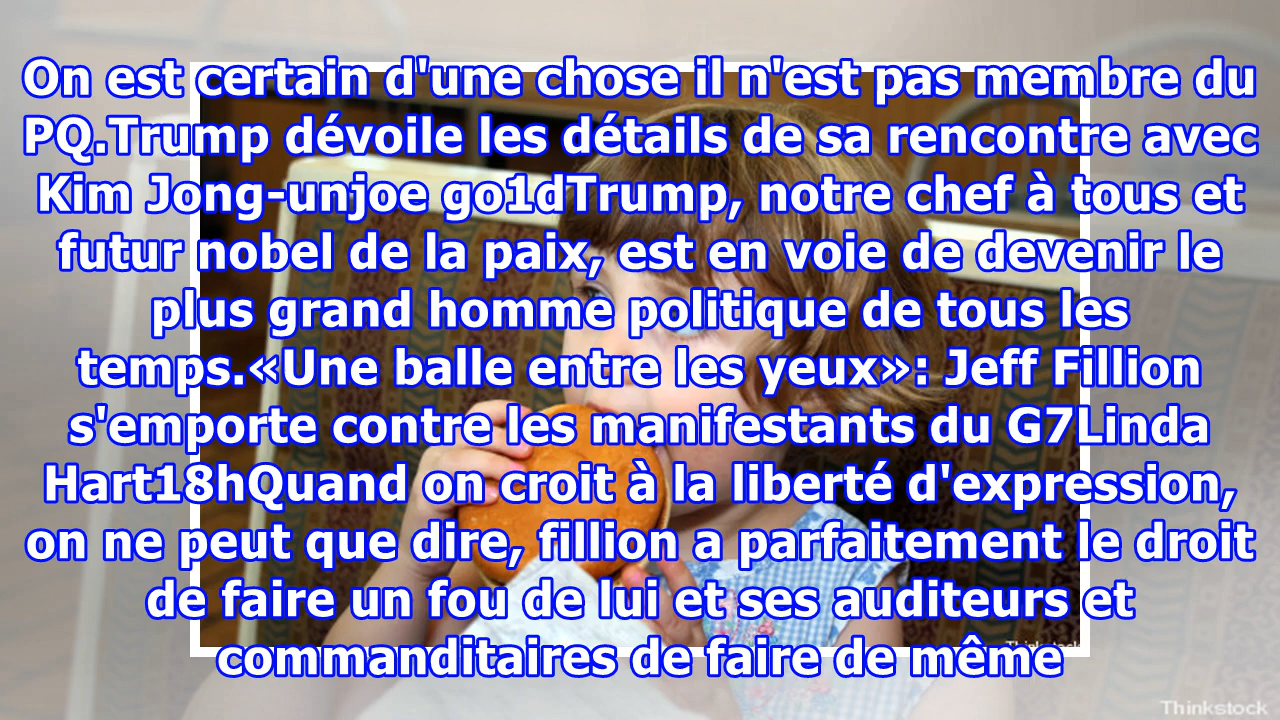 On est certain d'une chose il n'est pas membre du
PQ.Trump dévoile les détails de sa rencontre avec
Kim Jong-unjoe go1dTrump, notre chef à tous et
futur nobel de la paix, est en voie de devenir le
plus grand homme politique de tous les
temps.«Une balle entre les yeux»: Jeff Fillion
s'emporte contre les manifestants du G7Linda
Hart18hQuand on croit à la liberté d'expression,
on ne peut que dire, fillion a parfaitement le droit
de faire un fou de lui et ses auditeurs et
commanditaires de faire de même
Thinkstock
Thinkstock